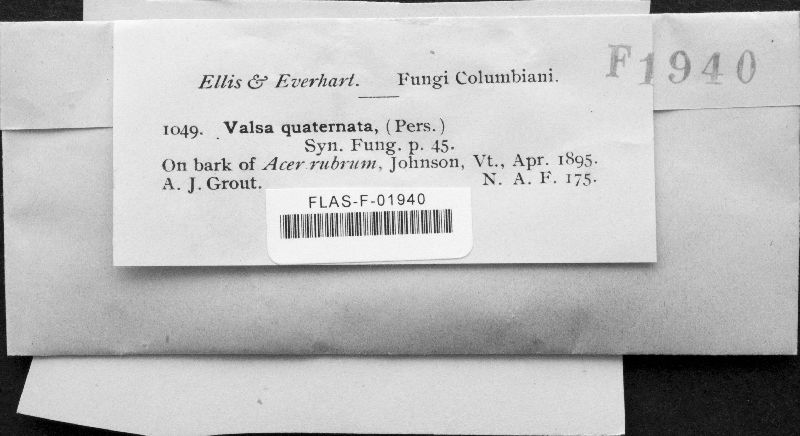 Ellis & Everhart. Fungi Columbiani.
F1940
1049. Valsa quaternata, (Pers.)
Syn. Fung. p. 45.
On bark of Acer rubrum, Johnson, Vt., Apr. 1895.
A. J. Grout. N. A. F. 175.
FLAS-F-01940